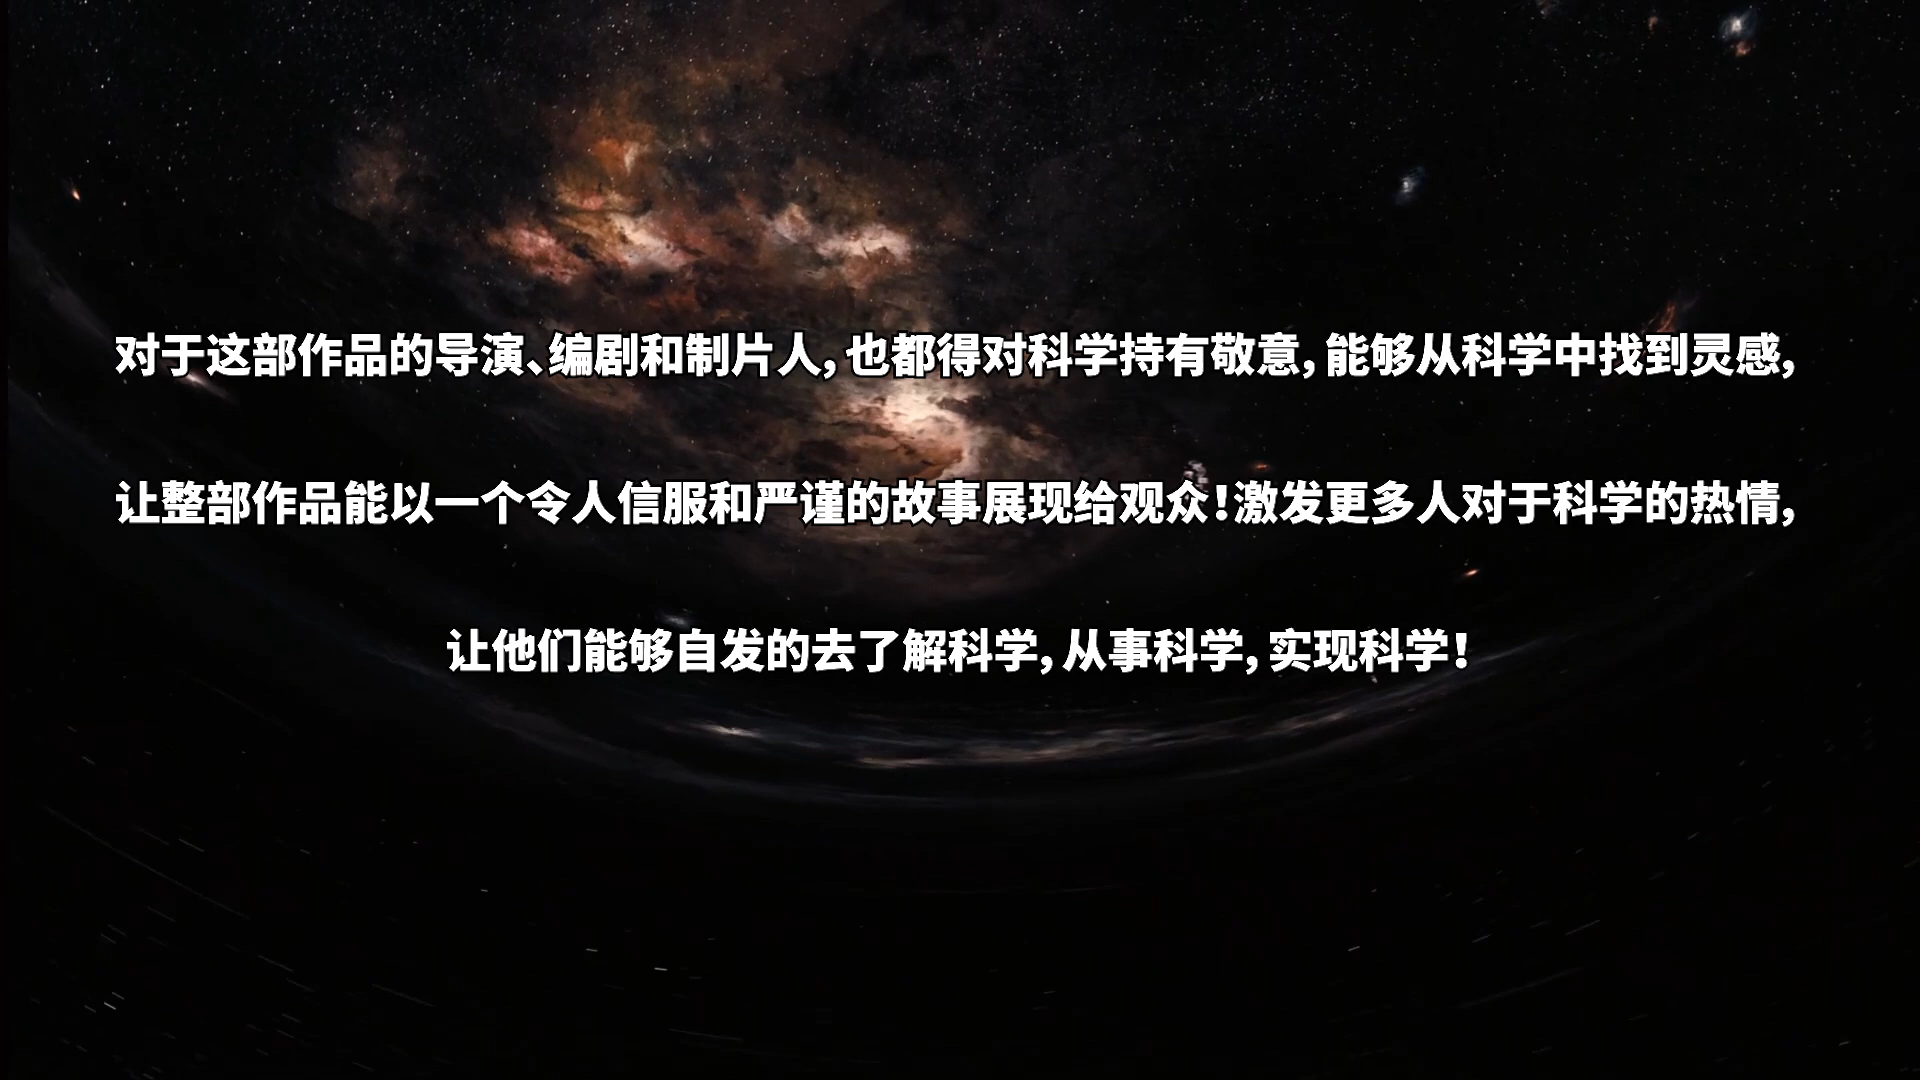 对于这部作品的导演、编剧和制片人，也都得对科学持有敬意，能够从科学中找到灵感，
让整部作品能以一个令人信服和严谨的故事展现给观众！激发更多人对于科学的热情，
让他们能够自发的去了解科学，从事科学，实现科学！